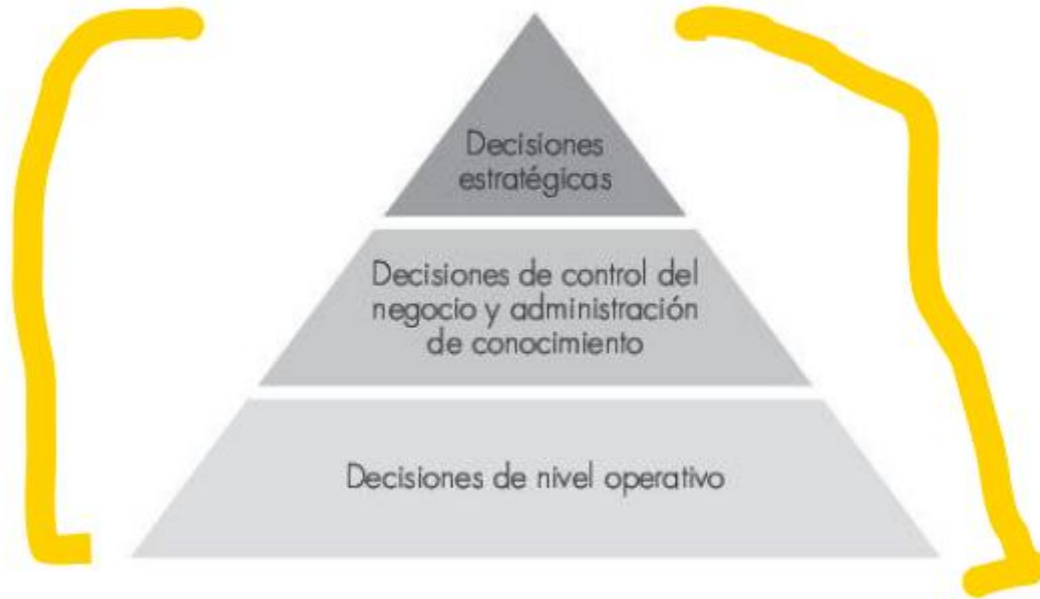 Decisiones
estratégicas
Decisiones de control del
negocio y administración
de conocimiento
Decisiones de nivel operativo